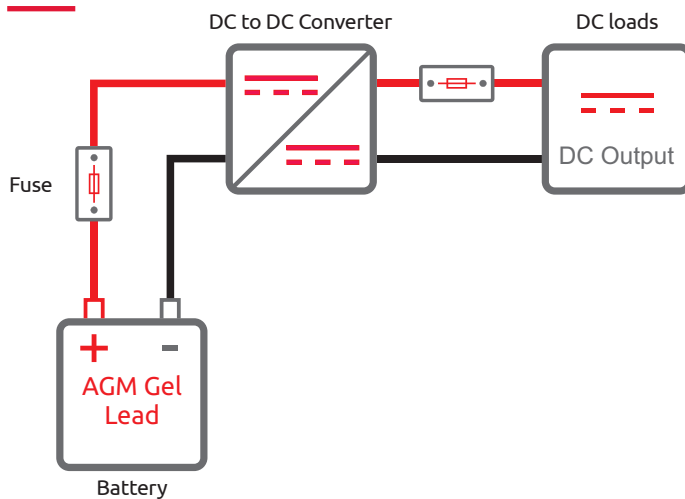 DC to DC Converter
DC loads
DC Output
Fuse
+ -
AGM Gel
Lead
Battery